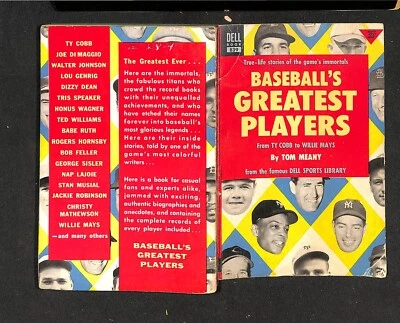 TY COBB
JOE DI MAGGIO
WALTER JOHNSON
LOU GEHRIG
DIZZY DEAN
TRIS SPEAKER
HONUS WAGNER
TED WILLIAMS
BABE RUTH
ROGERS HORNSBY
BOB FELLER
GEORGE SISLER
NAP LAJOIE
STAN MUSIAL
JACKIE ROBINSON
CHRISTY
MATHEWSON
WILLIE MAYS
—and many others
The Greatest Ever . . .
Here are the immortals,
the fabulous titans who
crowd the record books
with their unequalled
achievements, and who
have etched their names
forever into baseball's
most glorious legends . . .
Here are their inside
stories, told by one of the
game's most colorful
writers . . .
Here is a book for casual
fans and experts alike,
jammed with exciting,
authentic biographies and
anecdotes, and containing
the complete records of
every player included . . .
BASEBALL'S
GREATEST
PLAYERS
DELL
BOOK
True-life stories of the game's immortals
BASEBALL'S
GREATEST
PLAYERS
From TY COBB to WILLIE MAYS
By TOM MEANY
from the famous DELL SPORTS LIBRARY